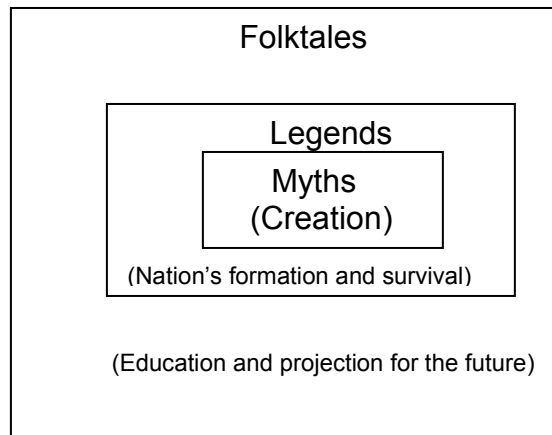 Folktales
Legends
Myths
(Creation)
(Nation’s formation and survival)
(Education and projection for the future)